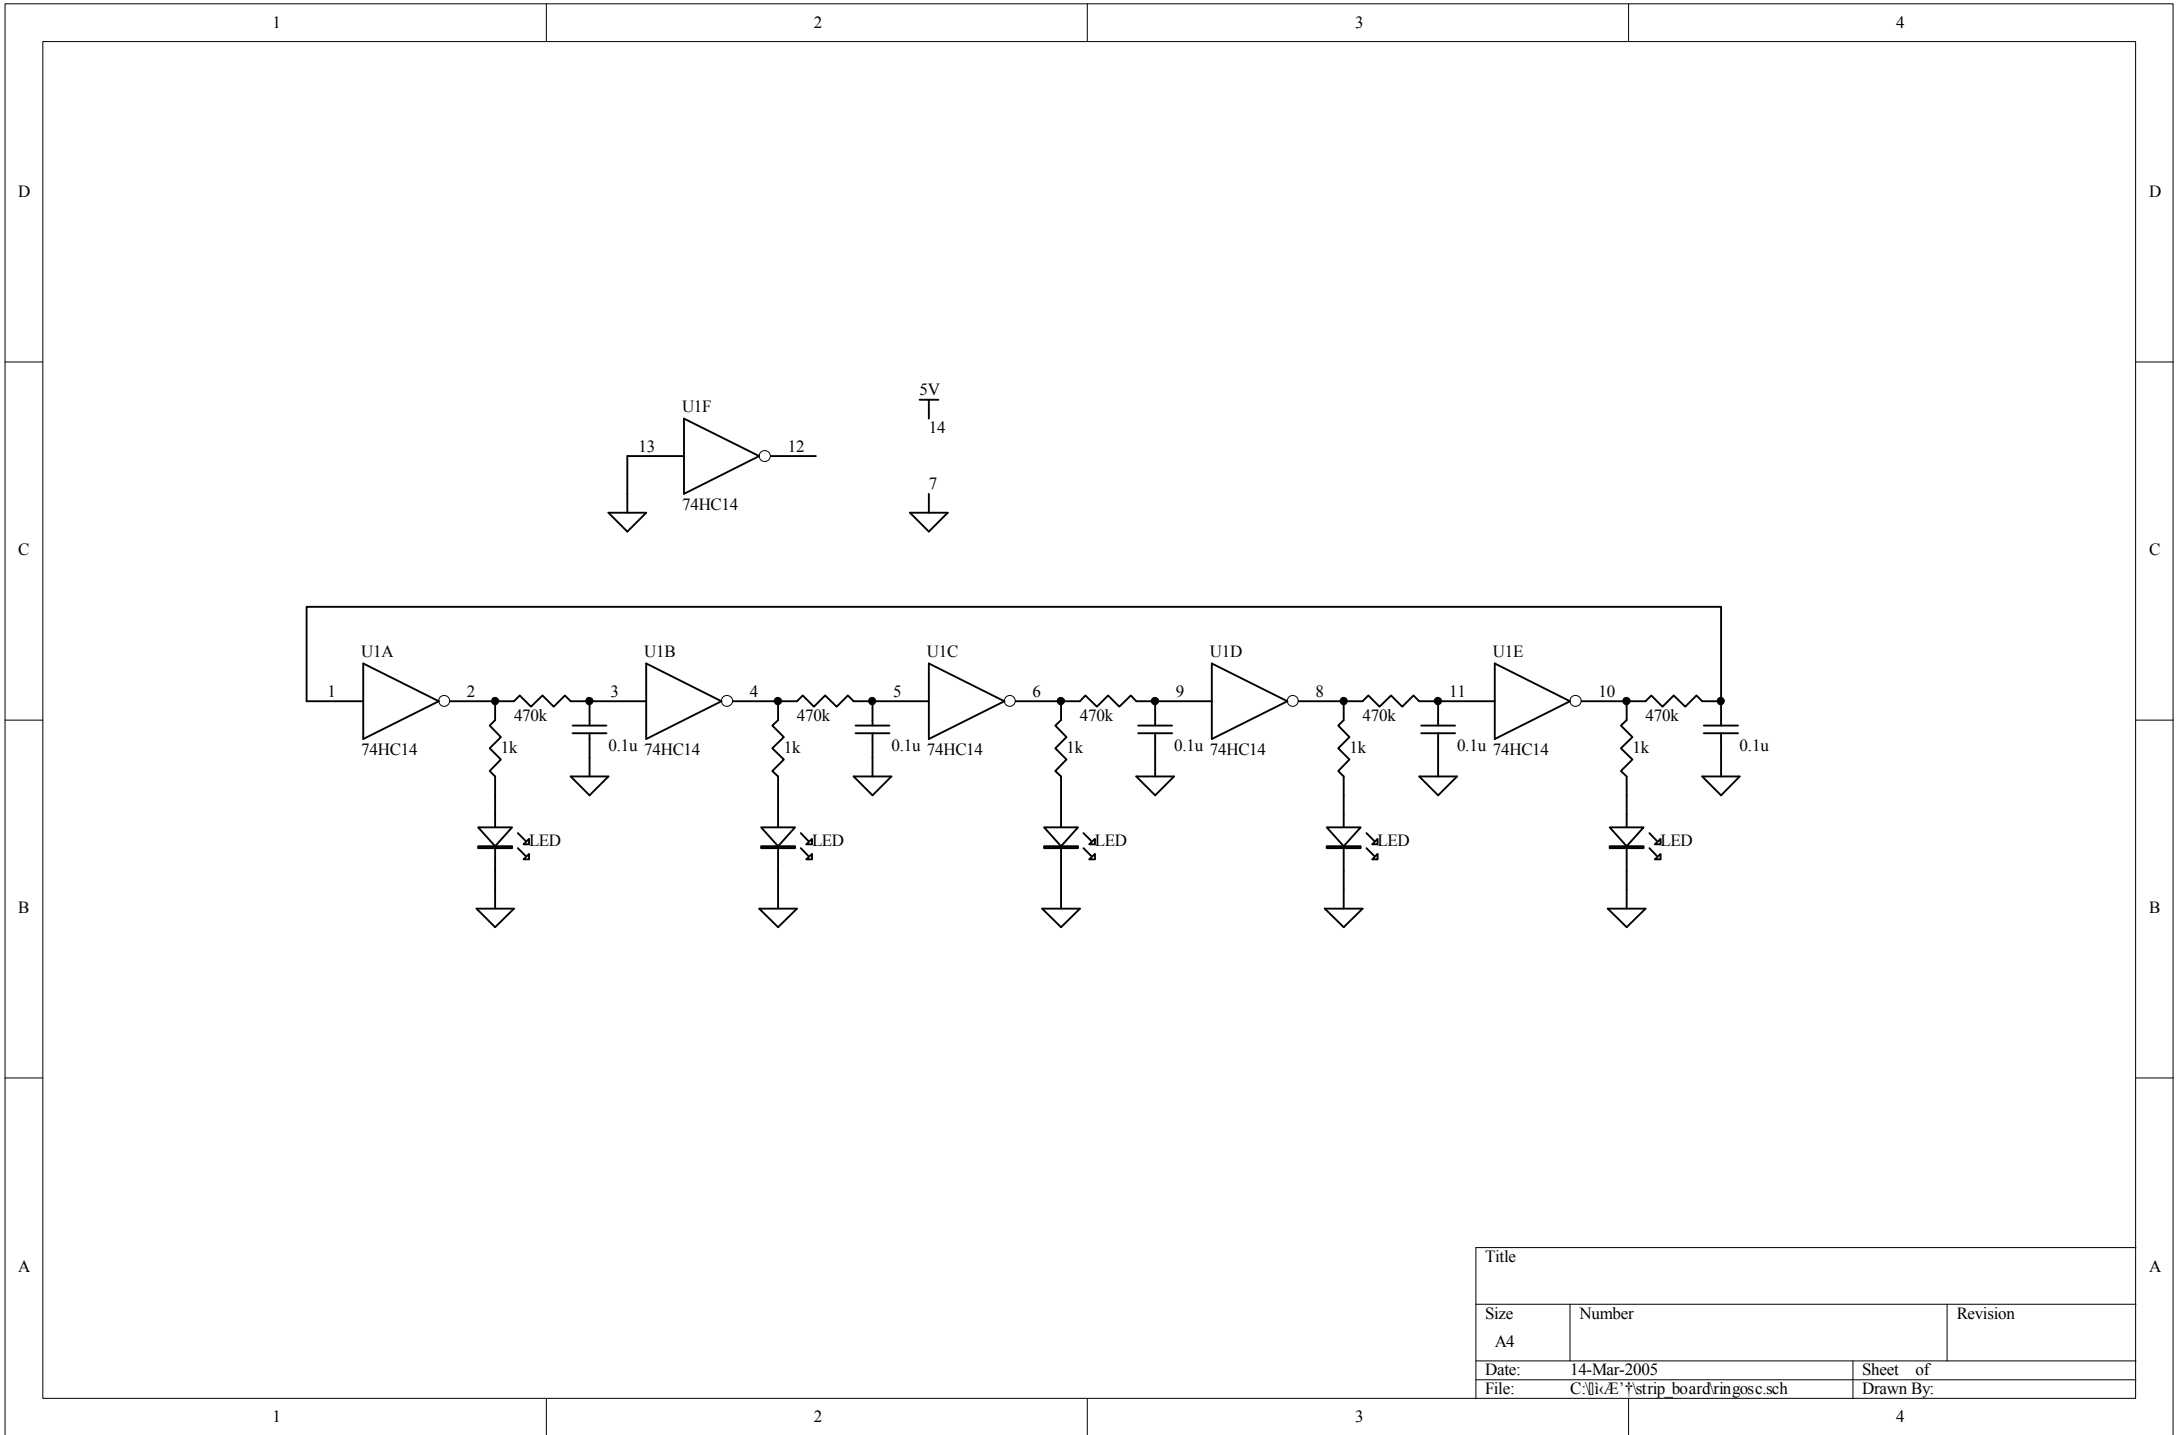 1 2 3 4
D D
5V
U1F
14
13 12
7
74HC14
C C
U1A U1B U1C U1D U1E
1 2 3 4 5 6 9 8 11 10
470k 470k 470k 470k 470k
74HC14 1k 0.1u 74HC14 1k 0.1u 74HC14 1k 0.1u 74HC14 1k 0.1u 74HC14 1k 0.1u
LED LED LED LED LED
B B
A A
Title
Size Number Revision
A4
Date: 14-Mar-2005 Sheet of
File: \strip_board\ringosc.sch Drawn By:
1 2 3 4